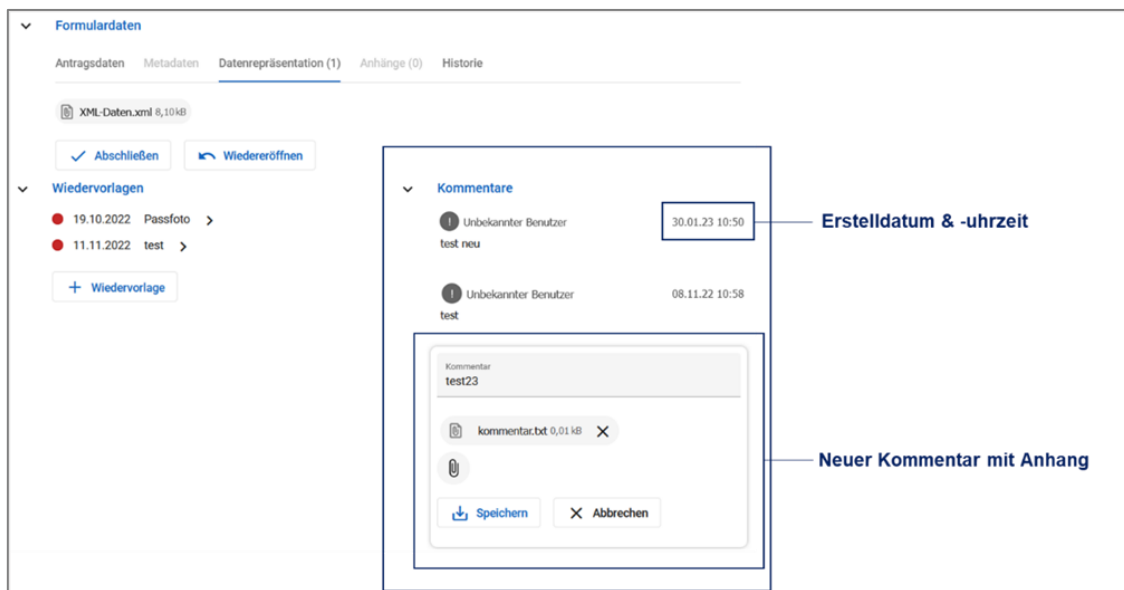 Formulardaten
Antragsdaten Metadaten Datenrepräsentation (1) Anhänge (0) Historie
XML-Daten.xml 8,10 kB
Abschließen Wiedereröffnen
Wiedervorlagen
19.10.2022 Passfoto
11.11.2022 test
Wiedervorlage
Kommentare
Unbekannter Benutzer 30.01.23 10:50
test neu
Erstelldatum & -uhrzeit
Unbekannter Benutzer 08.11.22 10:58
test
Kommentar
test23
kommentar.txt 0,01 kB
Speichern Abbrechen
Neuer Kommentar mit Anhang